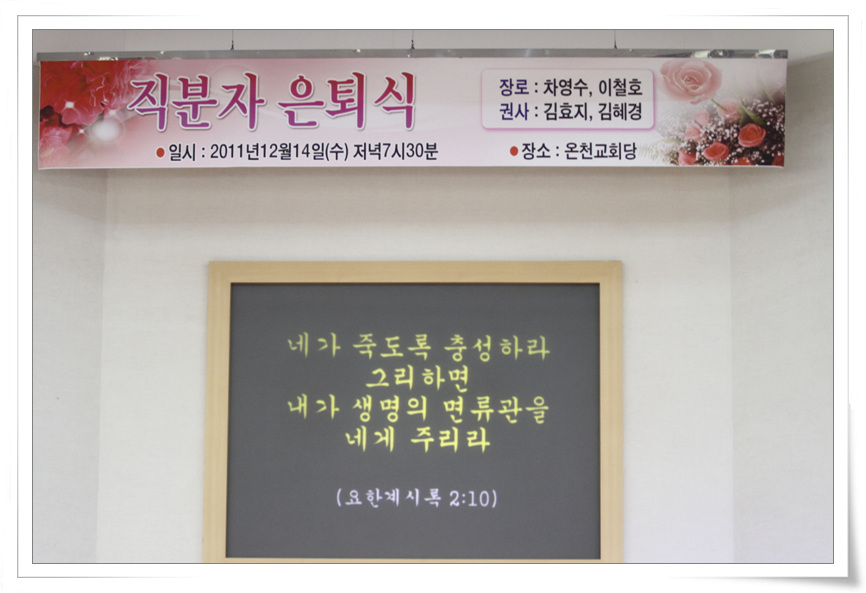 직분자 은퇴식
장로 : 차영수, 이철호
권사 : 김효지, 김혜경
● 일시 : 2011년12월14일(수) 저녁7시30분
● 장소 : 온천교회당
네가 죽도록 충성하라
그리하면
내가 생명의 면류관을
네게 주리라
(요한계시록 2:10)